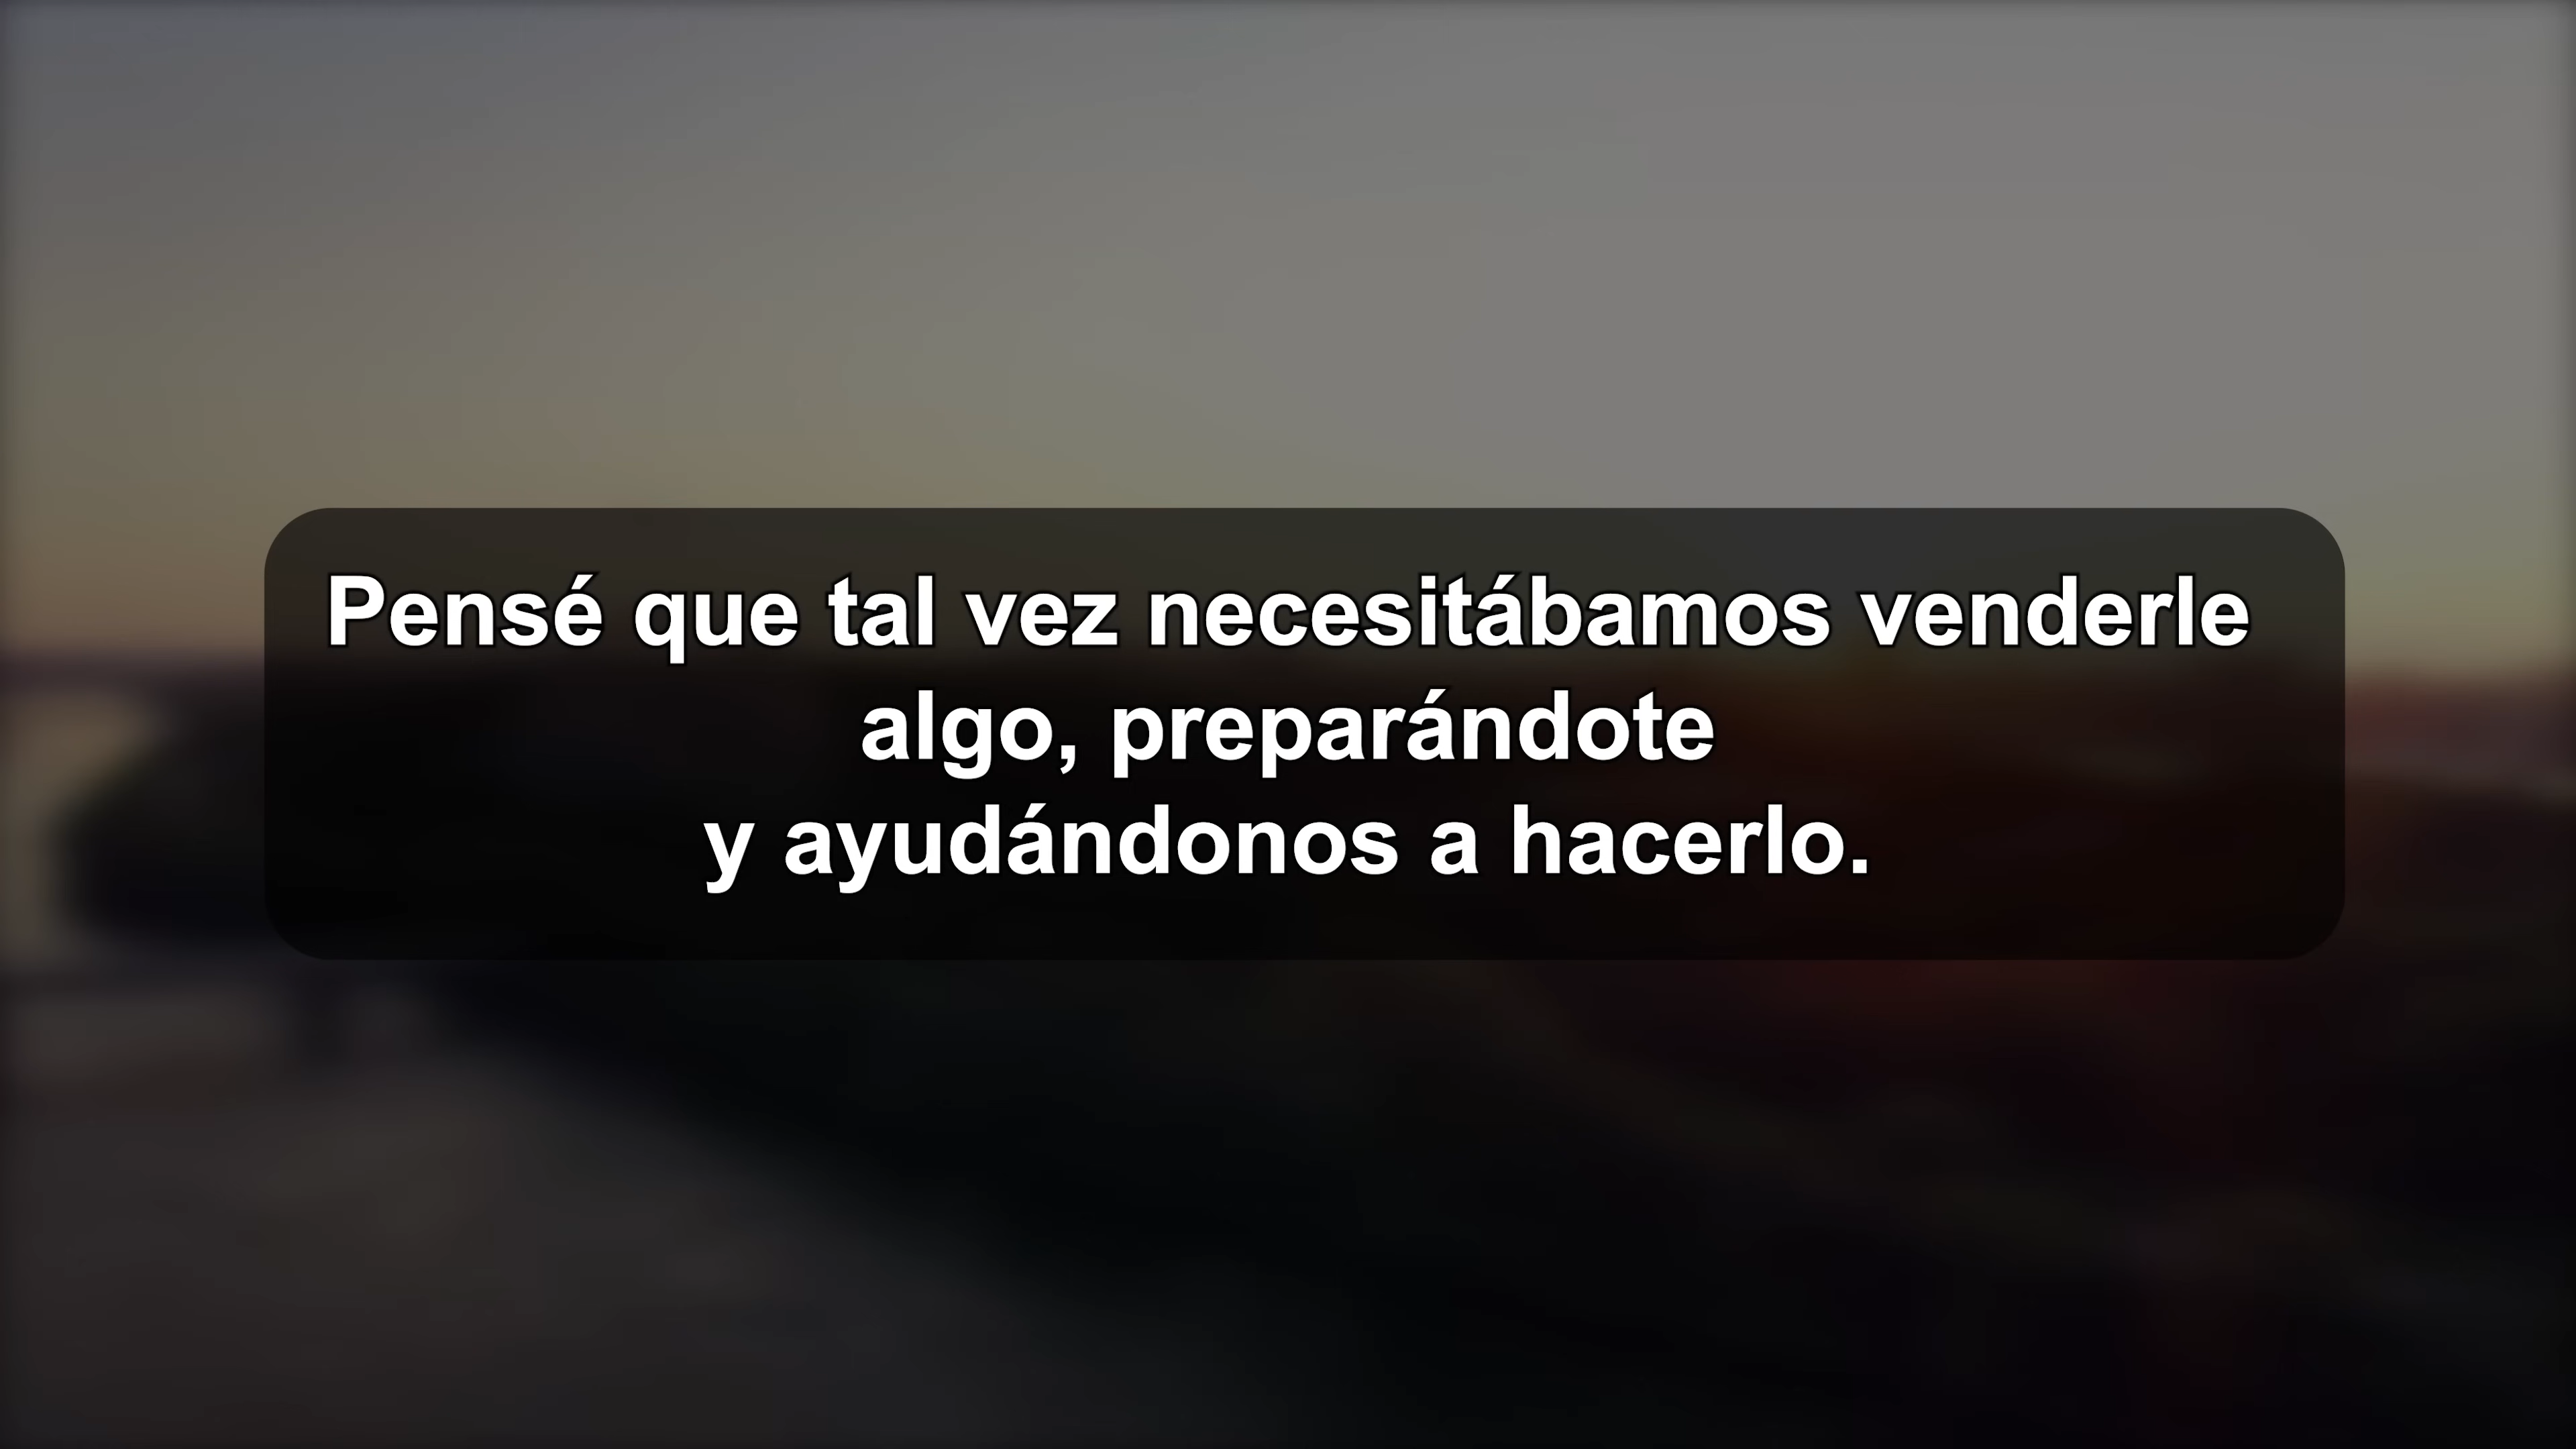 Pensé que tal vez necesitábamos venderle
algo, preparándote
y ayudándonos a hacerlo.